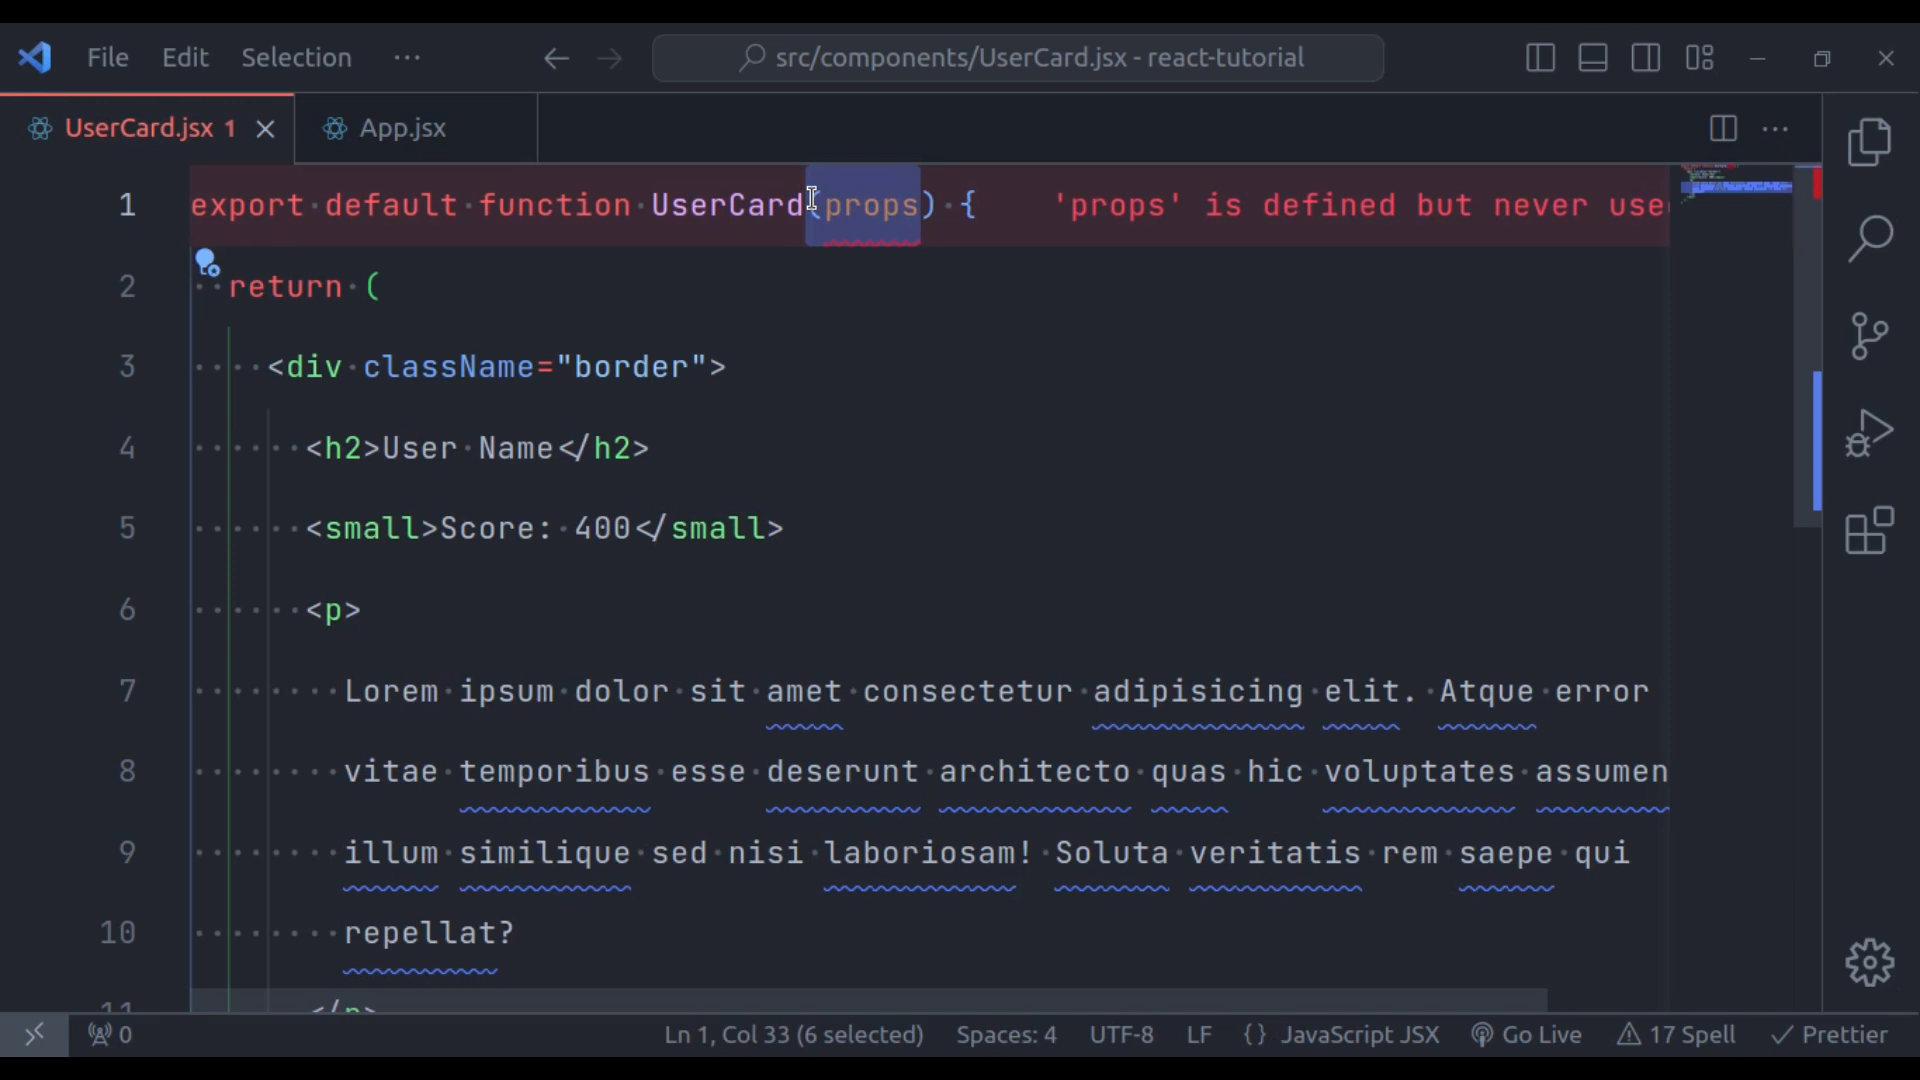 File Edit Selection ··· src/components/UserCard.jsx - react-tutorial
UserCard.jsx 1 App.jsx ···
1 export default function UserCard(props) { 'props' is defined but never used
2 return (
3 <div className="border">
4 <h2>User Name</h2>
5 <small>Score: 400</small>
6 <p>
7 Lorem ipsum dolor sit amet consectetur adipisicing elit. Atque error
8 vitae temporibus esse deserunt architecto quas hic voluptates assumen
9 illum similique sed nisi laboriosam! Soluta veritatis rem saepe qui
10 repellat?
11 </p>
0 Ln 1, Col 33 (6 selected) Spaces: 4 UTF-8 LF {} JavaScript JSX Go Live 17 Spell Prettier